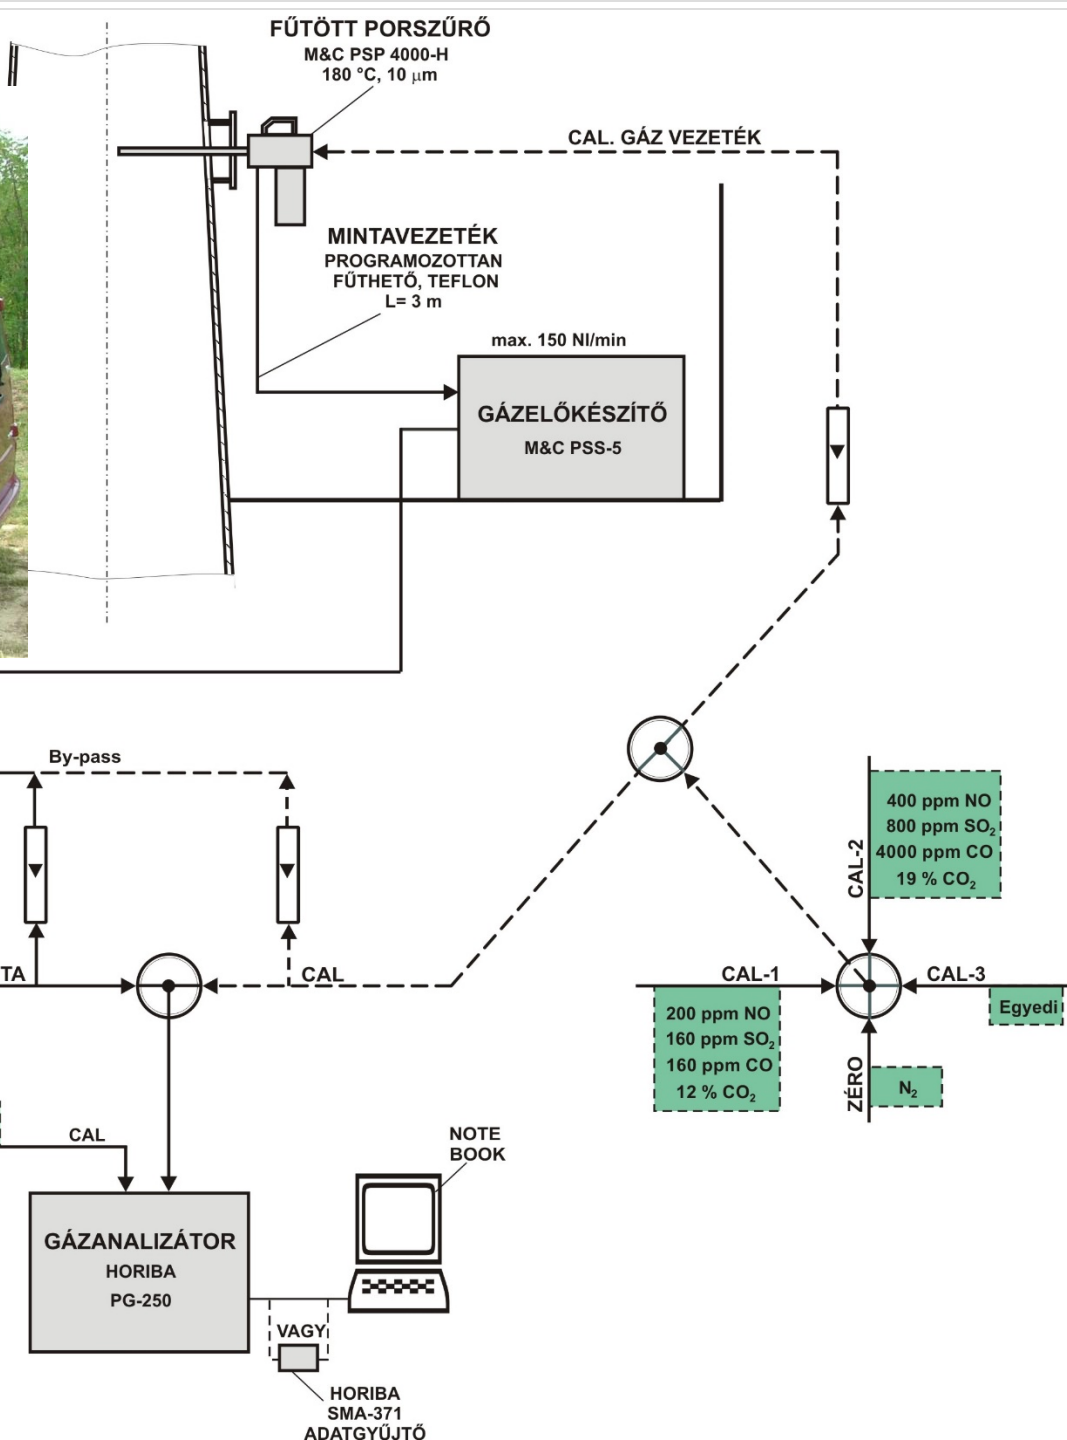 FŰTÖTT PORSZŰRŐ
M&C PSP 4000-H
180 °C, 10 μm
CAL. GÁZ VEZETÉK
MINTAVEZETÉK
PROGRAMOZOTTAN
FŰTHETŐ, TEFLON
L= 3 m
max. 150 Nl/min
GÁZELŐKÉSZÍTŐ
M&C PSS-5
By-pass
400 ppm NO
800 ppm SO₂
4000 ppm CO
19 % CO₂
CAL-2
TA
CAL
CAL-1
CAL-3
200 ppm NO
160 ppm SO₂
160 ppm CO
12 % CO₂
Egyedi
ZÉRO
N₂
CAL
NOTE
BOOK
GÁZANALIZÁTOR
HORIBA
PG-250
VAGY
HORIBA
SMA-371
ADATGYŰJTŐ